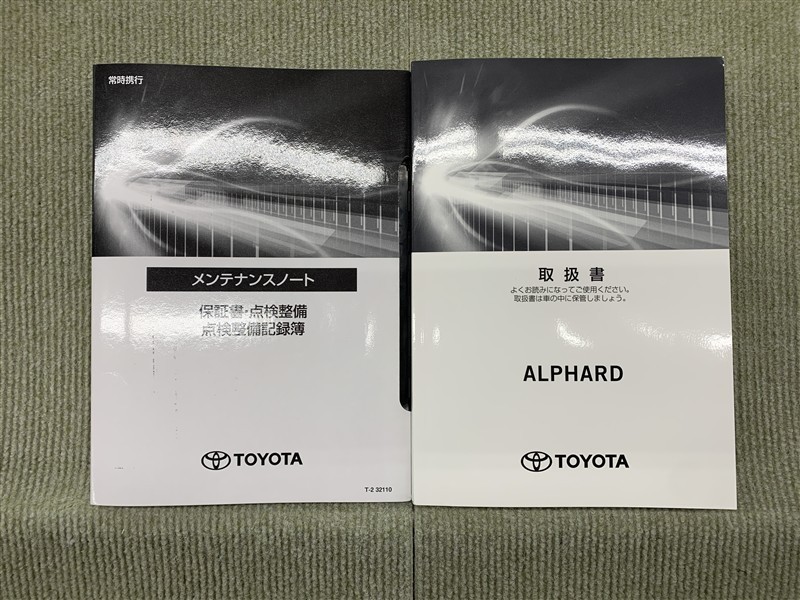 常時携行
メンテナンスノート
保証書・点検整備
点検整備記録簿
TOYOTA
T-2 32110
取扱書
よくお読みになってご使用ください。
取扱書は車の中に保管しましょう。
ALPHARD
TOYOTA